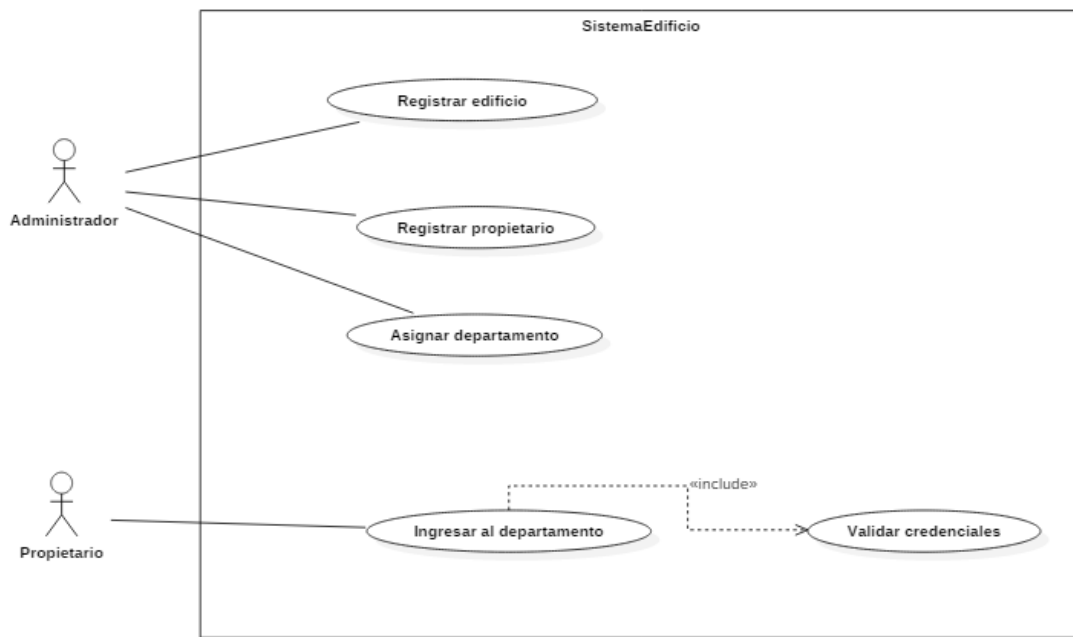 SistemaEdificio
Registrar edificio
Administrador
Registrar propietario
Asignar departamento
«include»
Propietario
Ingresar al departamento
Validar credenciales